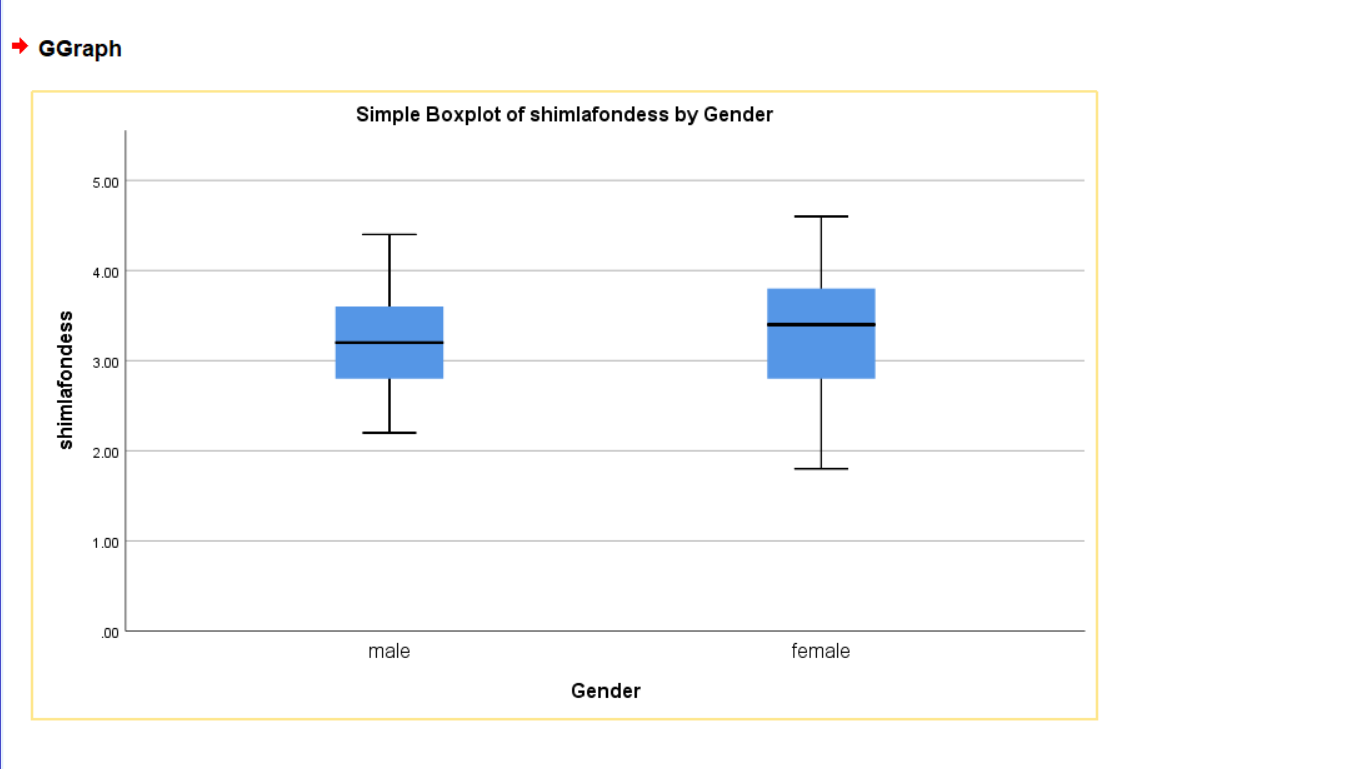 GGraph
Simple Boxplot of shimlafondess by Gender
5.00
4.00
3.00
2.00
1.00
.00
shimlafondess
male female
Gender